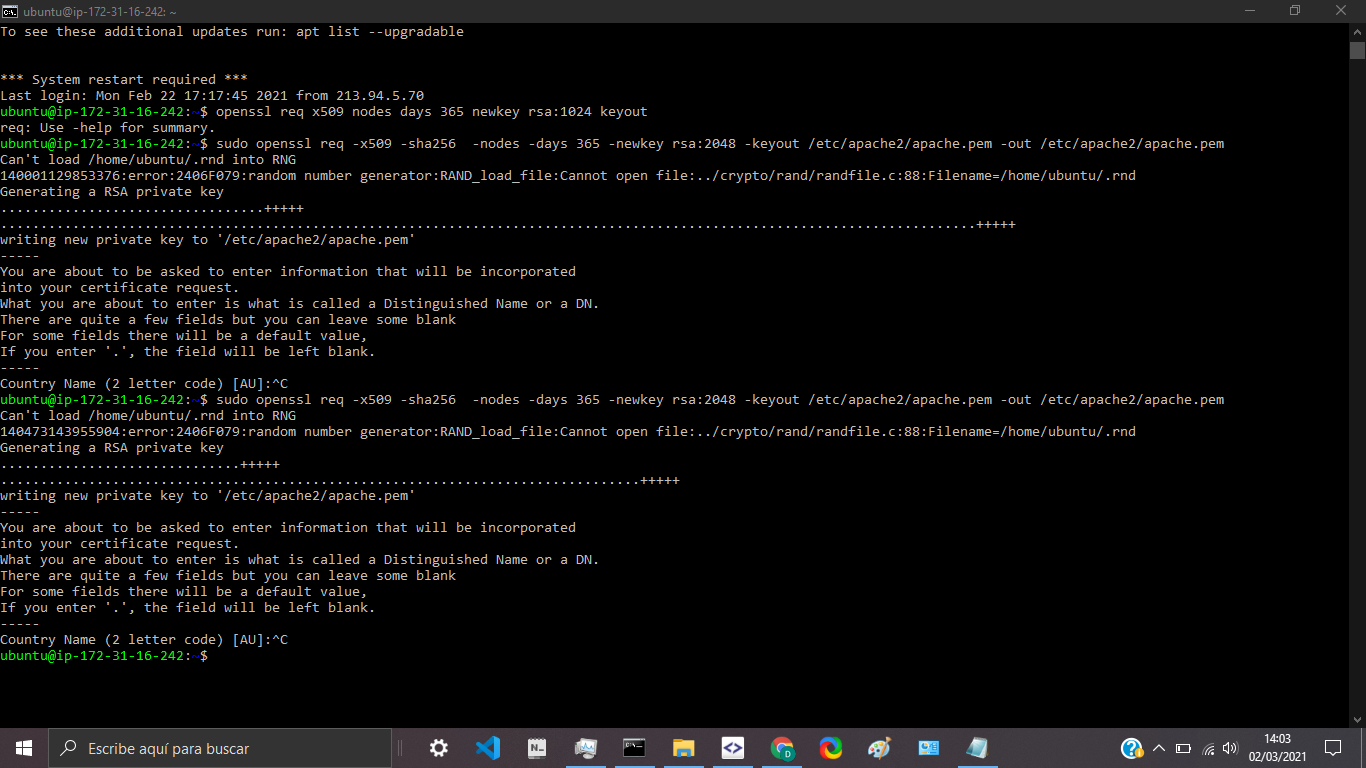 ubuntu@ip-172-31-16-242: ~
To see these additional updates run: apt list --upgradable
*** System restart required ***
Last login: Mon Feb 22 17:17:45 2021 from 213.94.5.70
ubuntu@ip-172-31-16-242:~$ openssl req x509 nodes days 365 newkey rsa:1024 keyout
req: Use -help for summary.
ubuntu@ip-172-31-16-242:~$ sudo openssl req -x509 -sha256  -nodes -days 365 -newkey rsa:2048 -keyout /etc/apache2/apache.pem -out /etc/apache2/apache.pem
Can't load /home/ubuntu/.rnd into RNG
140001129853376:error:2406F079:random number generator:RAND_load_file:Cannot open file:../crypto/rand/randfile.c:88:Filename=/home/ubuntu/.rnd
Generating a RSA private key
.................................+++++
..........................................................................................................................+++++
writing new private key to '/etc/apache2/apache.pem'
-----
You are about to be asked to enter information that will be incorporated
into your certificate request.
What you are about to enter is what is called a Distinguished Name or a DN.
There are quite a few fields but you can leave some blank
For some fields there will be a default value,
If you enter '.', the field will be left blank.
-----
Country Name (2 letter code) [AU]:^C
ubuntu@ip-172-31-16-242:~$ sudo openssl req -x509 -sha256  -nodes -days 365 -newkey rsa:2048 -keyout /etc/apache2/apache.pem -out /etc/apache2/apache.pem
Can't load /home/ubuntu/.rnd into RNG
140473143955904:error:2406F079:random number generator:RAND_load_file:Cannot open file:../crypto/rand/randfile.c:88:Filename=/home/ubuntu/.rnd
Generating a RSA private key
..............................+++++
................................................................................+++++
writing new private key to '/etc/apache2/apache.pem'
-----
You are about to be asked to enter information that will be incorporated
into your certificate request.
What you are about to enter is what is called a Distinguished Name or a DN.
There are quite a few fields but you can leave some blank
For some fields there will be a default value,
If you enter '.', the field will be left blank.
-----
Country Name (2 letter code) [AU]:^C
ubuntu@ip-172-31-16-242:~$
Escribe aquí para buscar
14:03
02/03/2021